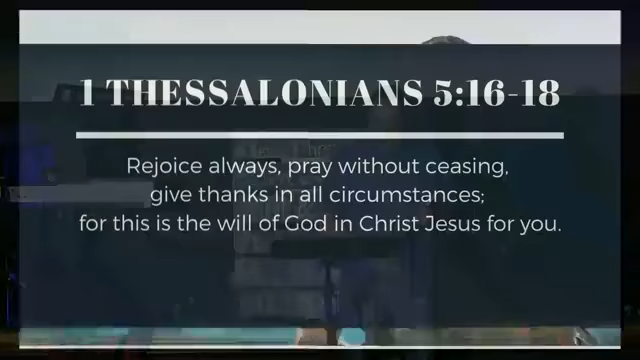 1 THESSALONIANS 5:16-18
Rejoice always, pray without ceasing,
give thanks in all circumstances;
for this is the will of God in Christ Jesus for you.